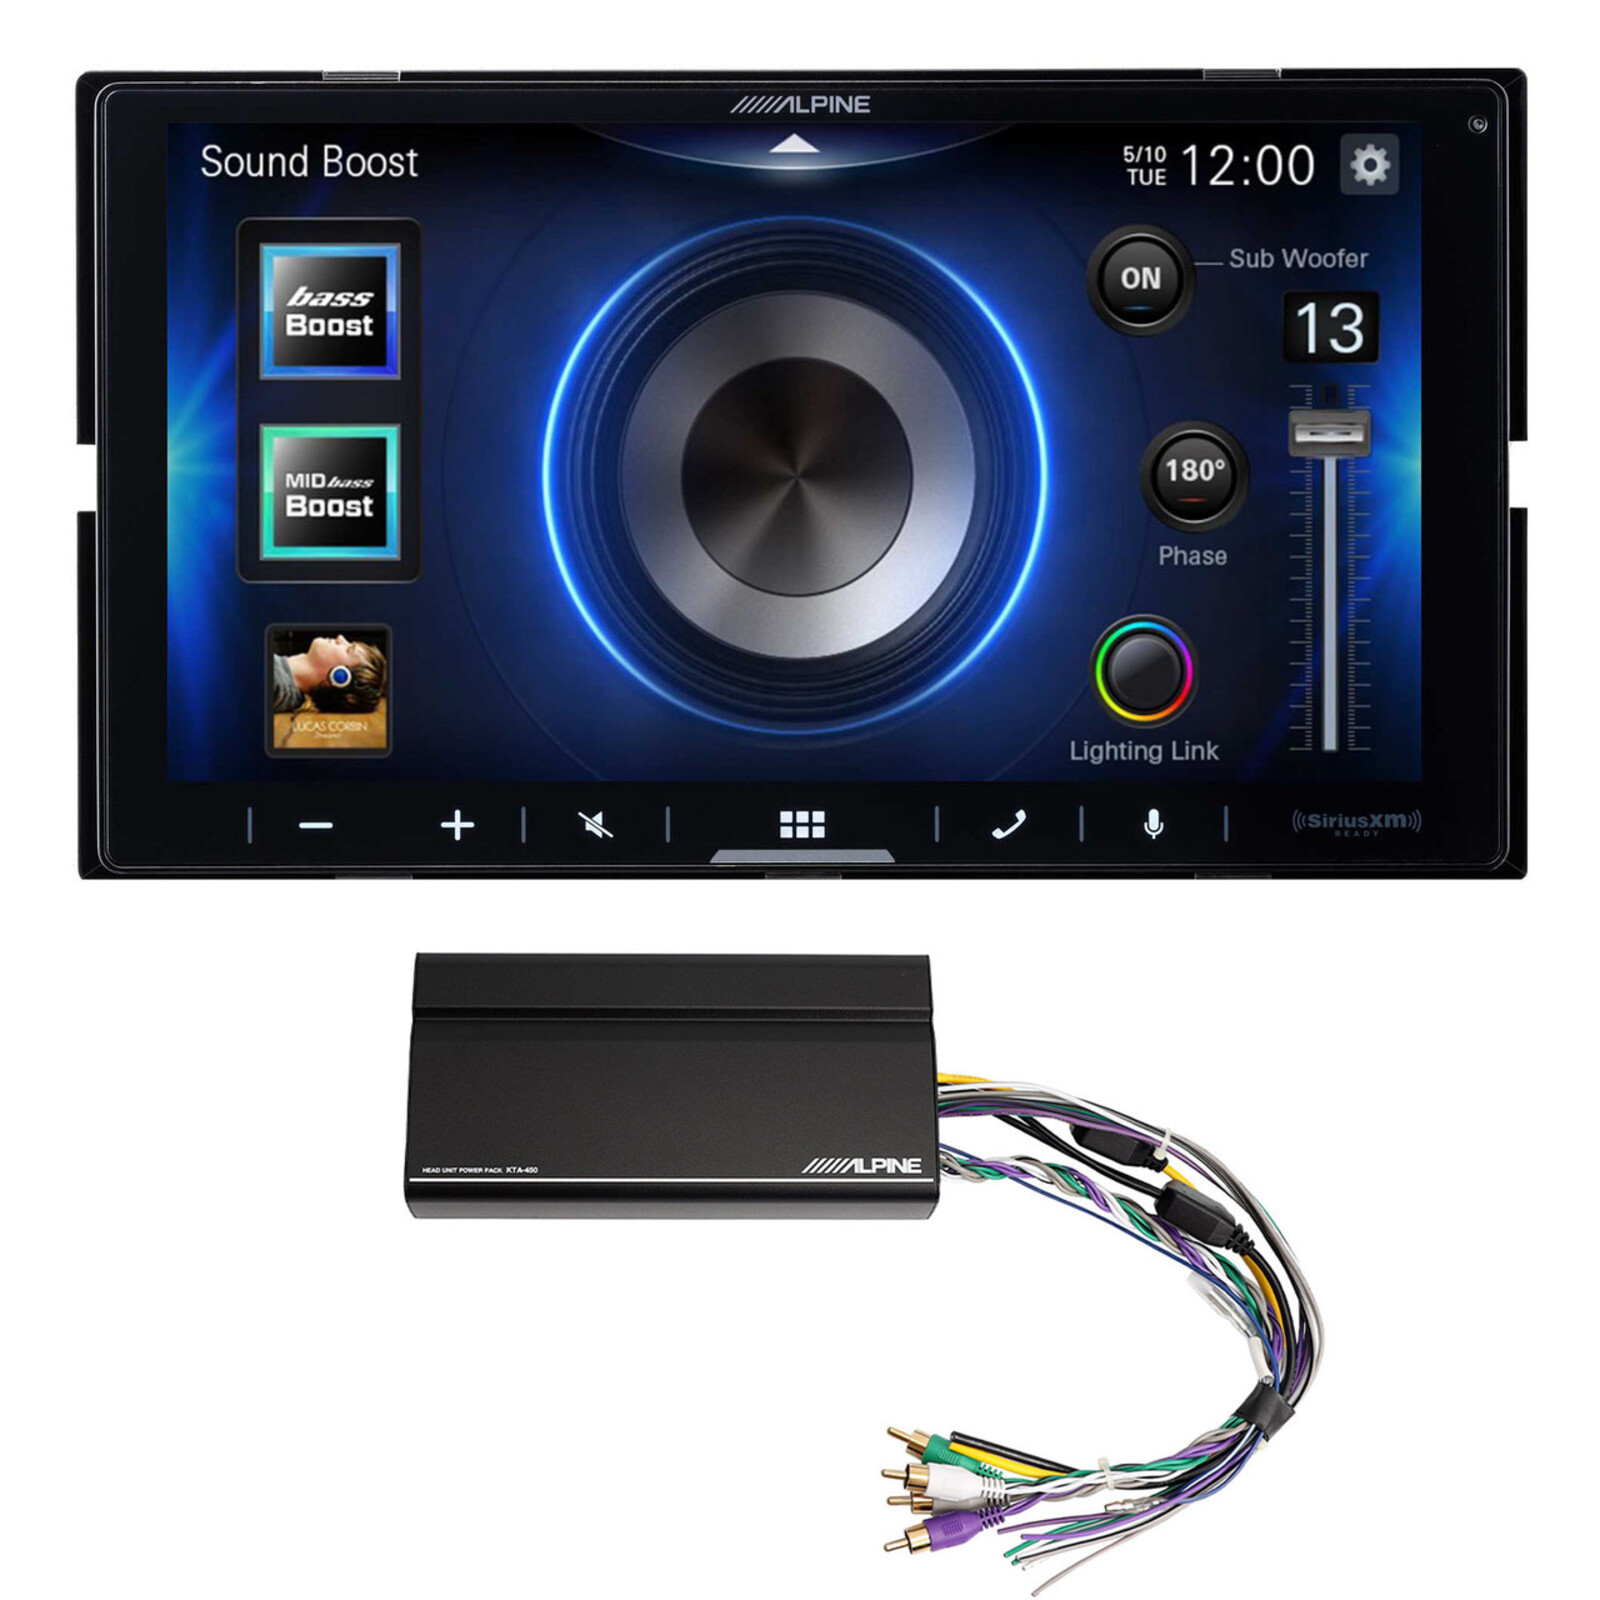 ALPINE
Sound Boost
5/10
TUE
12:00
ON
Sub Woofer
13
bass
Boost
180°
Phase
MID bass
Boost
LUCAS CORBIN
Lighting Link
((SiriusXM))
READY
HEAD UNIT POWER PACK KTA-450
ALPINE